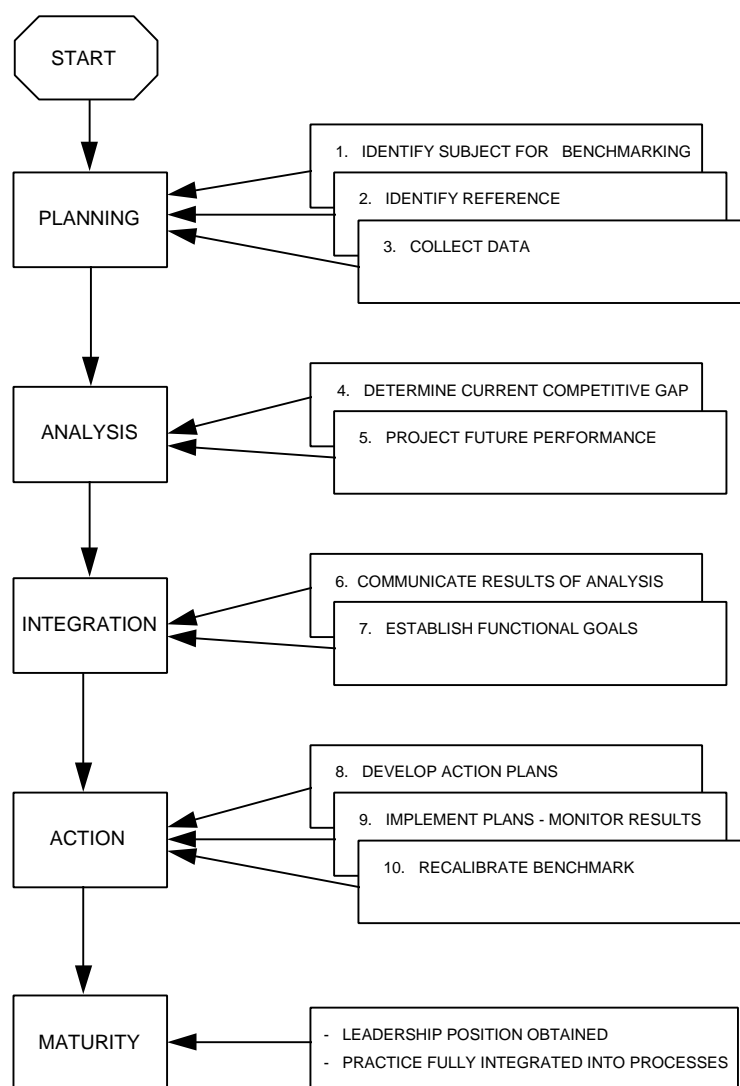 START
PLANNING
1. IDENTIFY SUBJECT FOR BENCHMARKING
2. IDENTIFY REFERENCE
3. COLLECT DATA
ANALYSIS
4. DETERMINE CURRENT COMPETITIVE GAP
5. PROJECT FUTURE PERFORMANCE
INTEGRATION
6. COMMUNICATE RESULTS OF ANALYSIS
7. ESTABLISH FUNCTIONAL GOALS
ACTION
8. DEVELOP ACTION PLANS
9. IMPLEMENT PLANS - MONITOR RESULTS
10. RECALIBRATE BENCHMARK
MATURITY
- LEADERSHIP POSITION OBTAINED
- PRACTICE FULLY INTEGRATED INTO PROCESSES